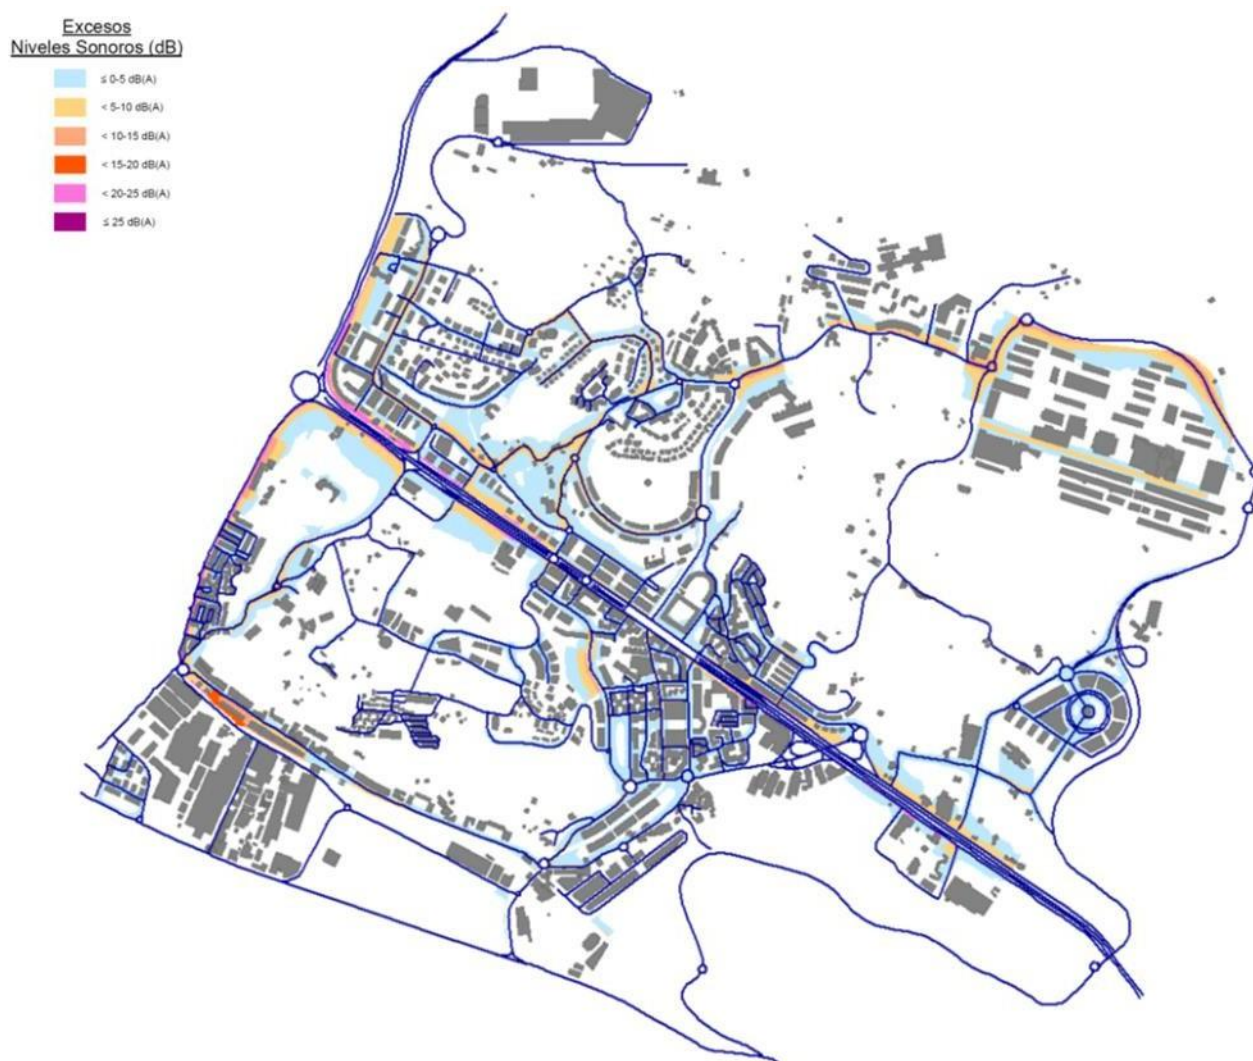 Excesos
Niveles Sonoros (dB)
≤ 0-5 dB(A)
< 5-10 dB(A)
< 10-15 dB(A)
< 15-20 dB(A)
< 20-25 dB(A)
≤ 25 dB(A)